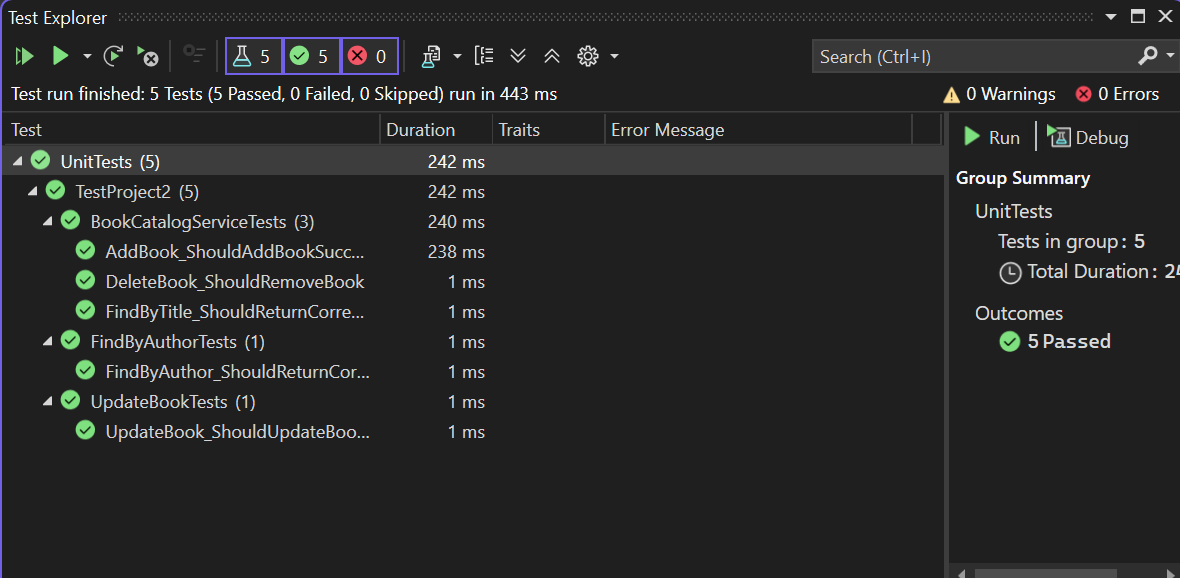 Test Explorer
5 5 0
Search (Ctrl+I)
Test run finished: 5 Tests (5 Passed, 0 Failed, 0 Skipped) run in 443 ms
0 Warnings 0 Errors
Test Duration Traits Error Message
UnitTests (5) 242 ms
TestProject2 (5) 242 ms
BookCatalogServiceTests (3) 240 ms
AddBook_ShouldAddBookSucc... 238 ms
DeleteBook_ShouldRemoveBook 1 ms
FindByTitle_ShouldReturnCorre... 1 ms
FindByAuthorTests (1) 1 ms
FindByAuthor_ShouldReturnCor... 1 ms
UpdateBookTests (1) 1 ms
UpdateBook_ShouldUpdateBoo... 1 ms
Run Debug
Group Summary
UnitTests
Tests in group: 5
Total Duration: 24
Outcomes
5 Passed